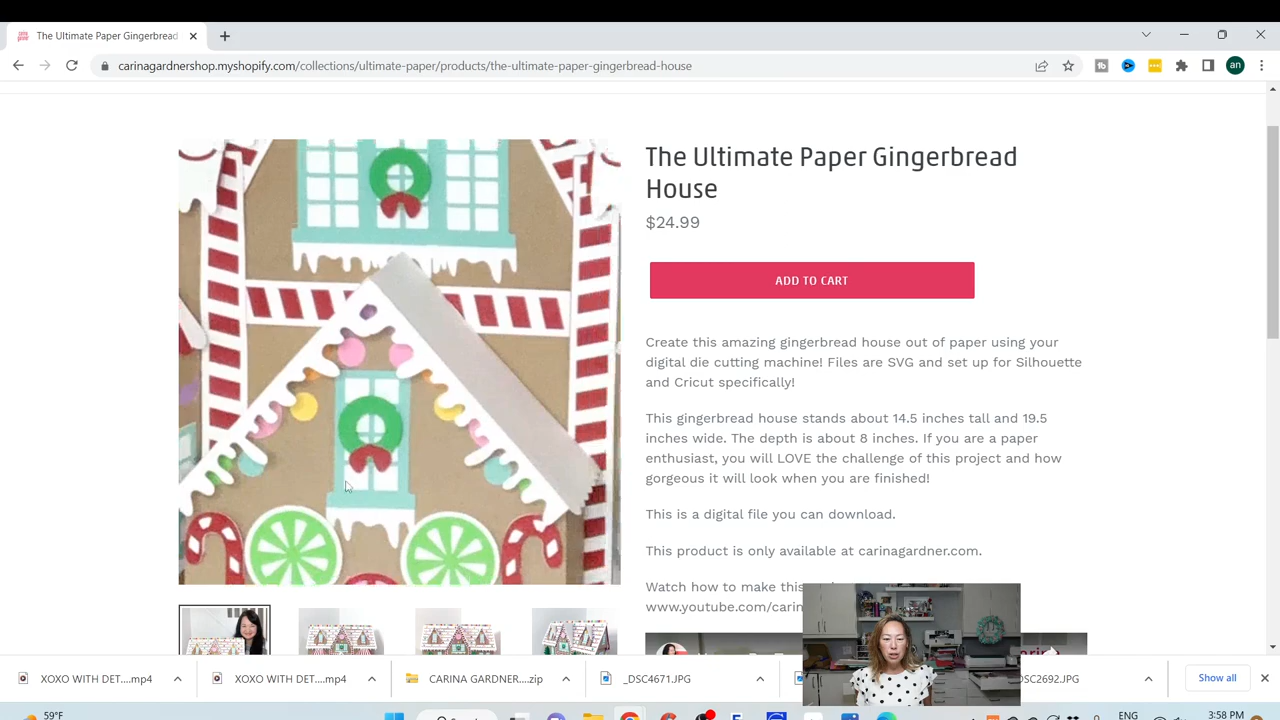 The Ultimate Paper Gingerbread
carinagardnershop.myshopify.com/collections/ultimate-paper/products/the-ultimate-paper-gingerbread-house
an
The Ultimate Paper Gingerbread
House
$24.99
ADD TO CART
Create this amazing gingerbread house out of paper using your
digital die cutting machine! Files are SVG and set up for Silhouette
and Cricut specifically!
This gingerbread house stands about 14.5 inches tall and 19.5
inches wide. The depth is about 8 inches. If you are a paper
enthusiast, you will LOVE the challenge of this project and how
gorgeous it will look when you are finished!
This is a digital file you can download.
This product is only available at carinagardner.com.
Watch how to make this
www.youtube.com/carin
XOXO WITH DET....mp4
XOXO WITH DET....mp4
CARINA GARDNER....zip
_DSC4671.JPG
DSC2692.JPG
Show all
59°F
ENG
3:58 PM